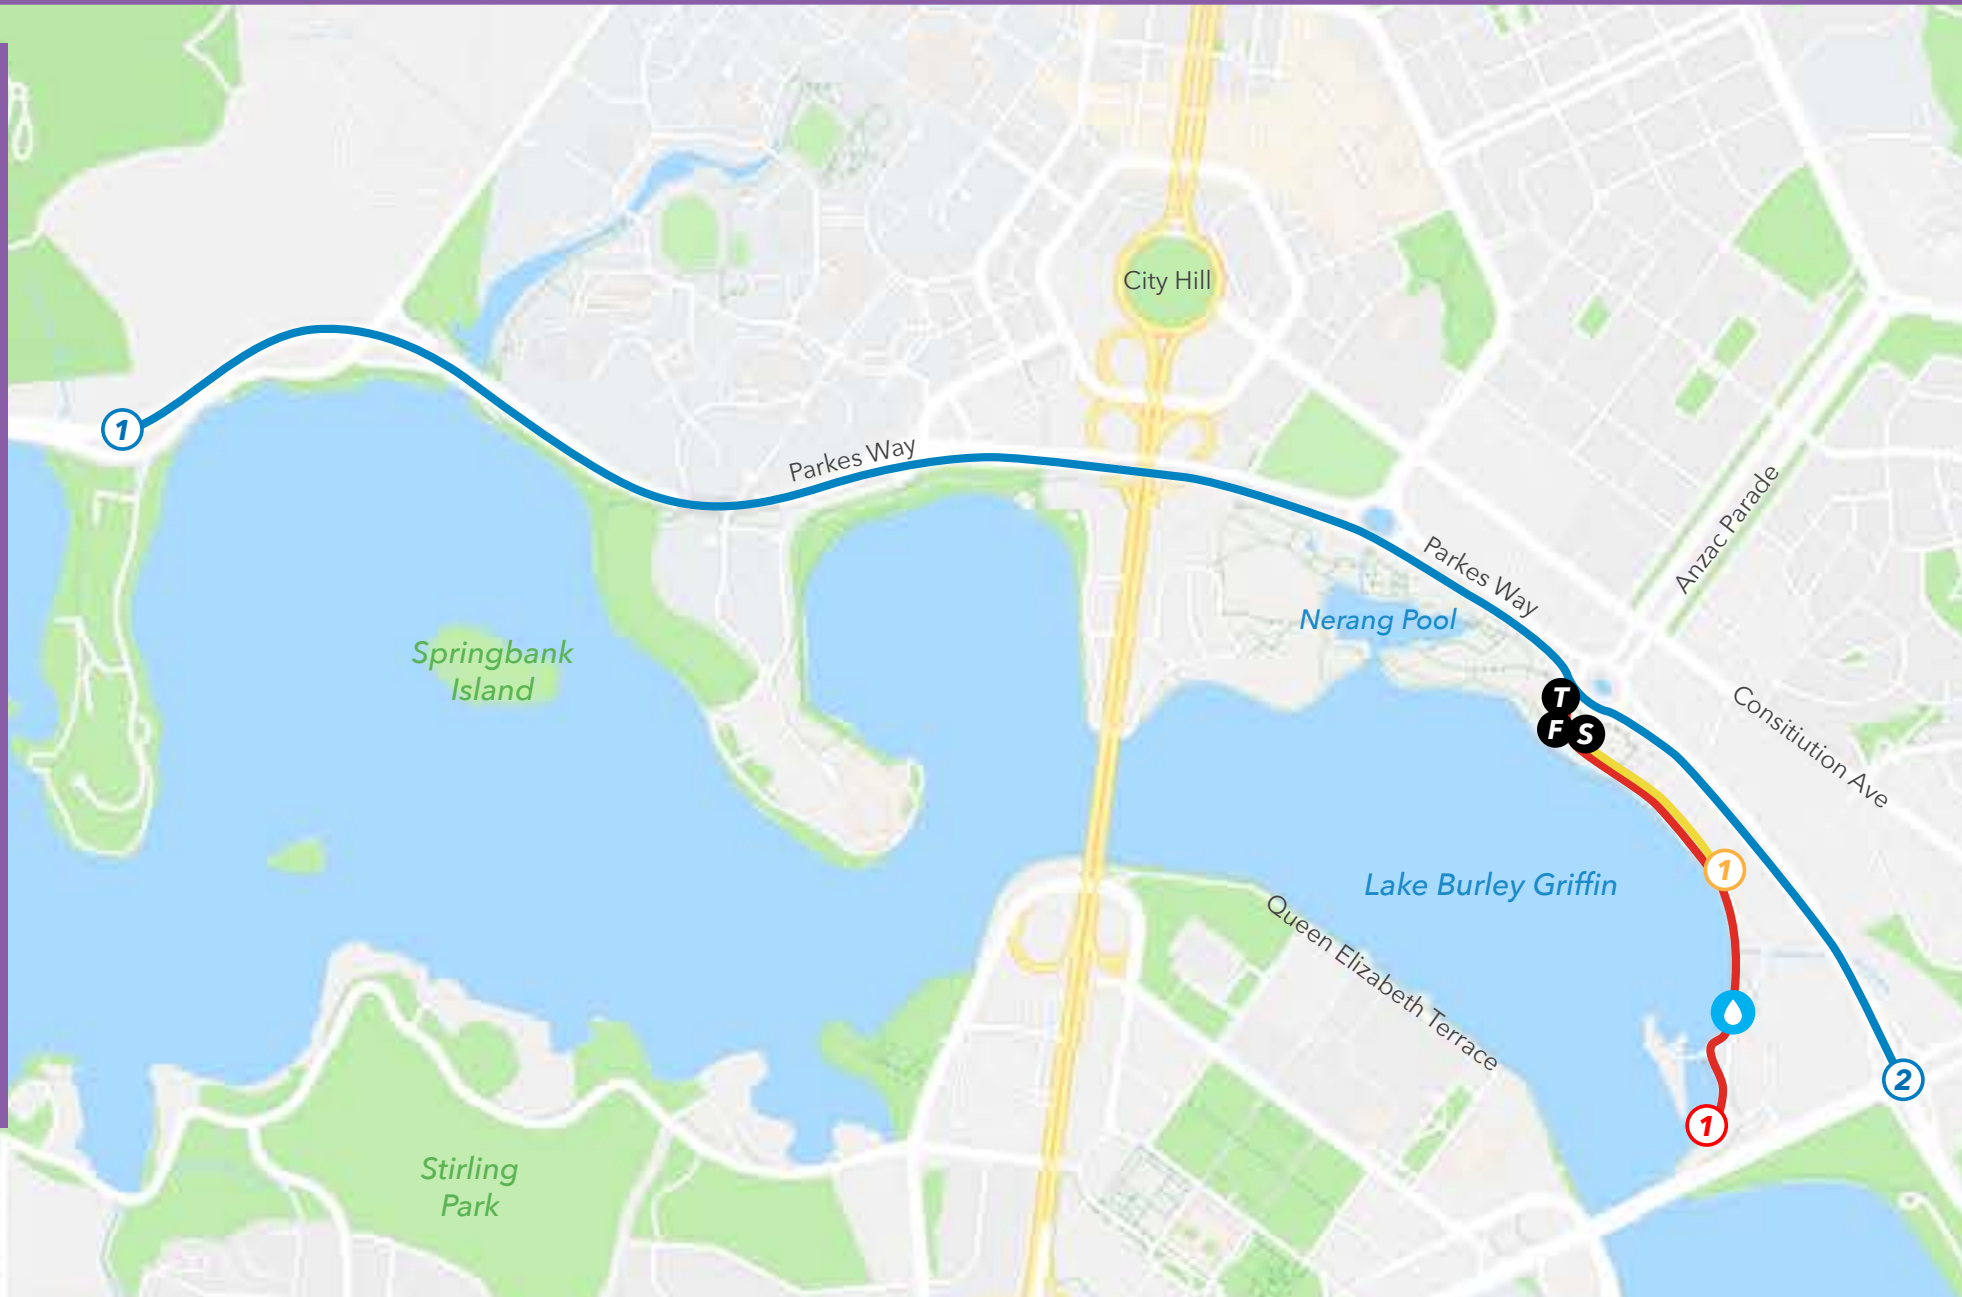 City Hill
1
Parkes Way
Anzac Parade
Parkes Way
Nerang Pool
Springbank
Island
T
F
S
Consitiution Ave
1
Lake Burley Griffin
Queen Elizabeth Terrace
2
1
Stirling
Park